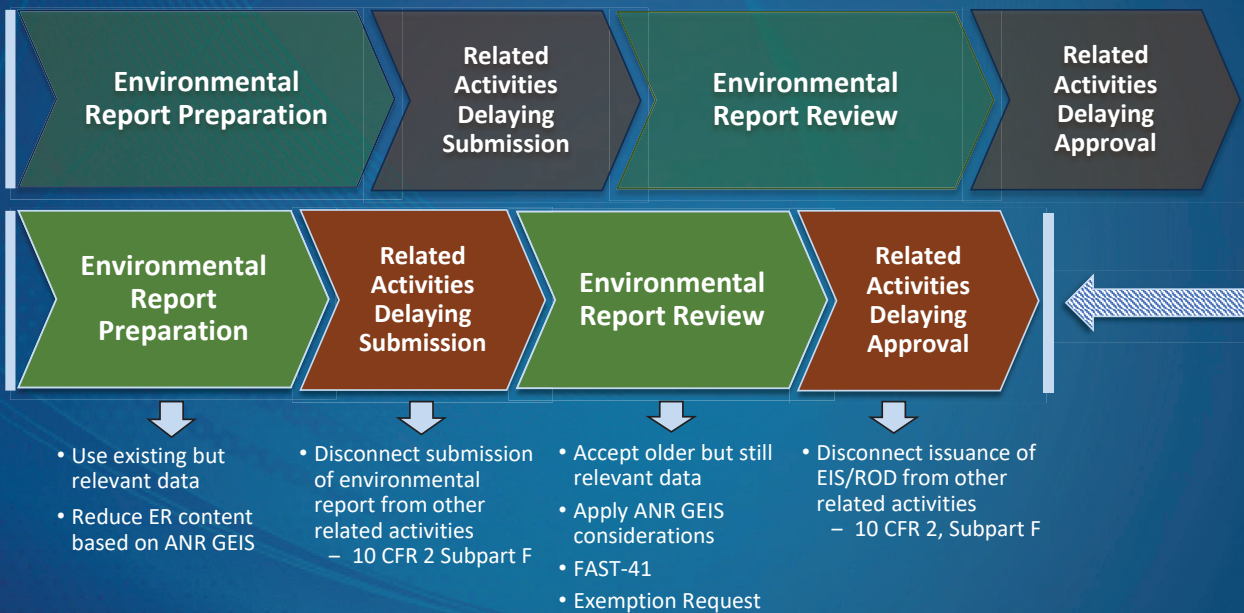 Environmental
Report Preparation
Related
Activities
Delaying
Submission
Environmental
Report Review
Related
Activities
Delaying
Approval
Environmental
Report
Preparation
Related
Activities
Delaying
Submission
Environmental
Report Review
Related
Activities
Delaying
Approval
• Use existing but
relevant data
• Reduce ER content
based on ANR GEIS
• Disconnect submission
of environmental
report from other
related activities
– 10 CFR 2 Subpart F
• Accept older but still
relevant data
• Apply ANR GEIS
considerations
• FAST-41
• Exemption Request
• Disconnect issuance of
EIS/ROD from other
related activities
– 10 CFR 2, Subpart F